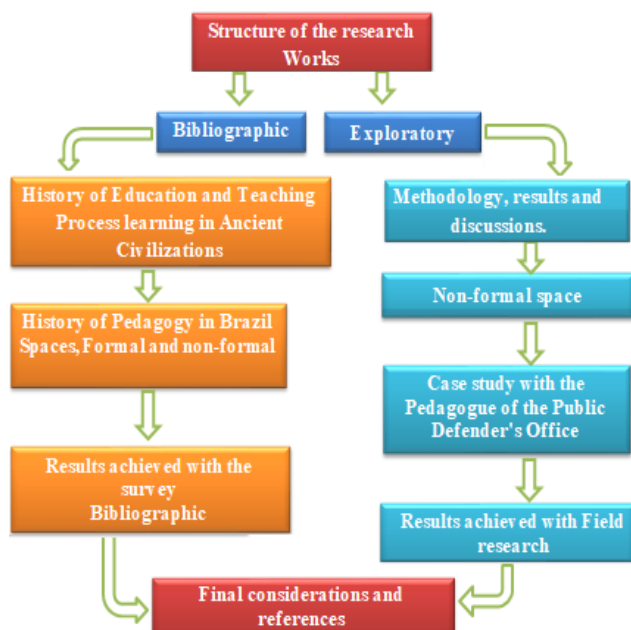 Structure of the research
Works
Bibliographic
Exploratory
History of Education and Teaching
Process learning in Ancient
Civilizations
History of Pedagogy in Brazil
Spaces, Formal and non-formal
Results achieved with the
survey
Bibliographic
Methodology, results and
discussions.
Non-formal space
Case study with the
Pedagogue of the Public
Defender's Office
Results achieved with Field
research
Final considerations and
references